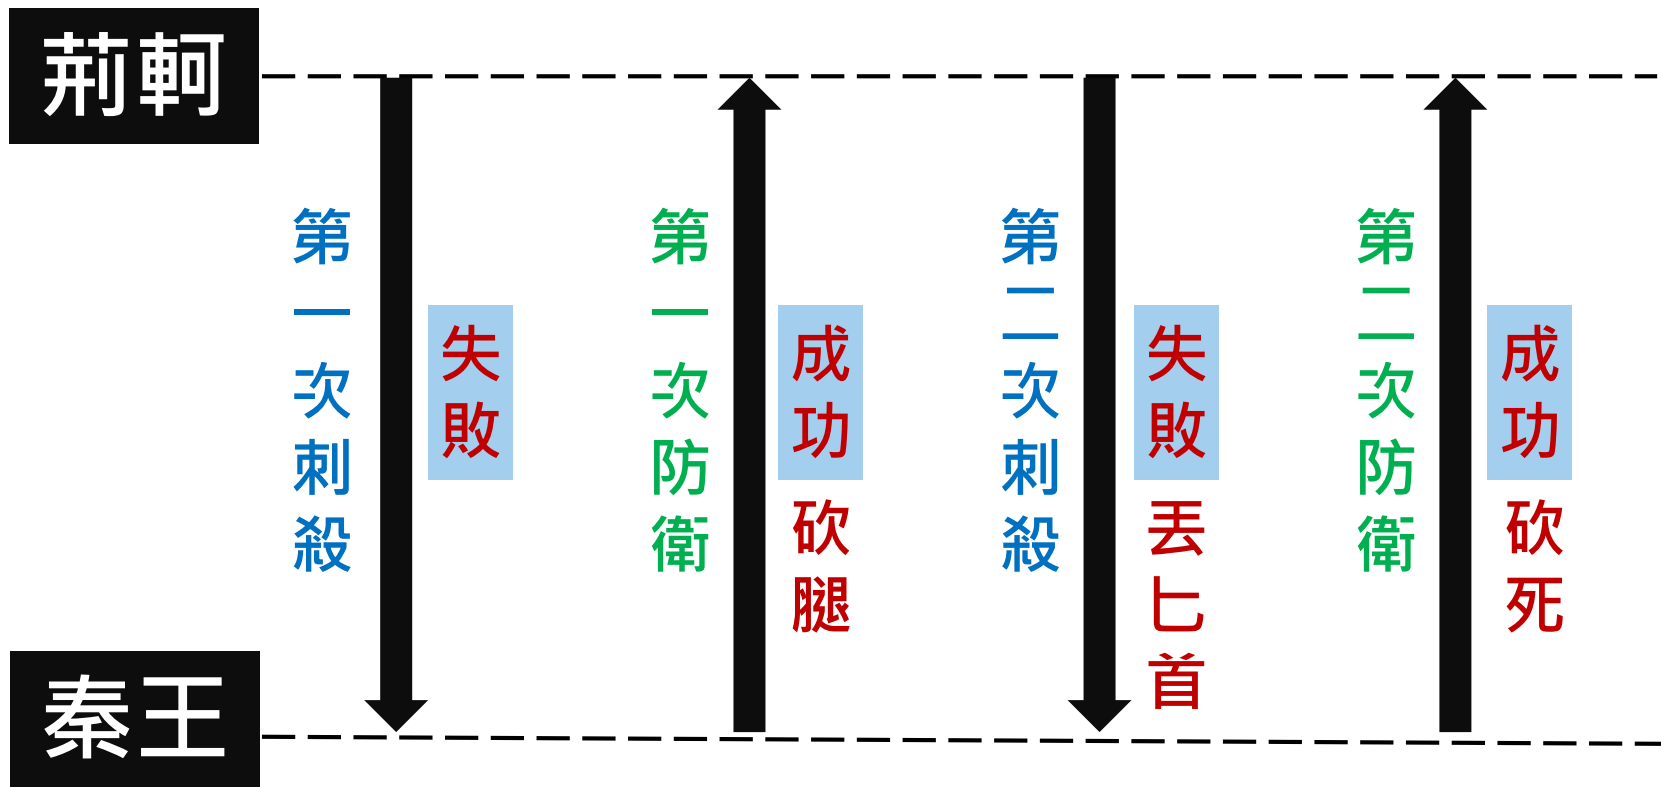 荊軻
第一次刺殺
失敗
第一次防衛
成功砍腿
第二次刺殺
失敗丟匕首
第二次防衛
成功砍死
秦王